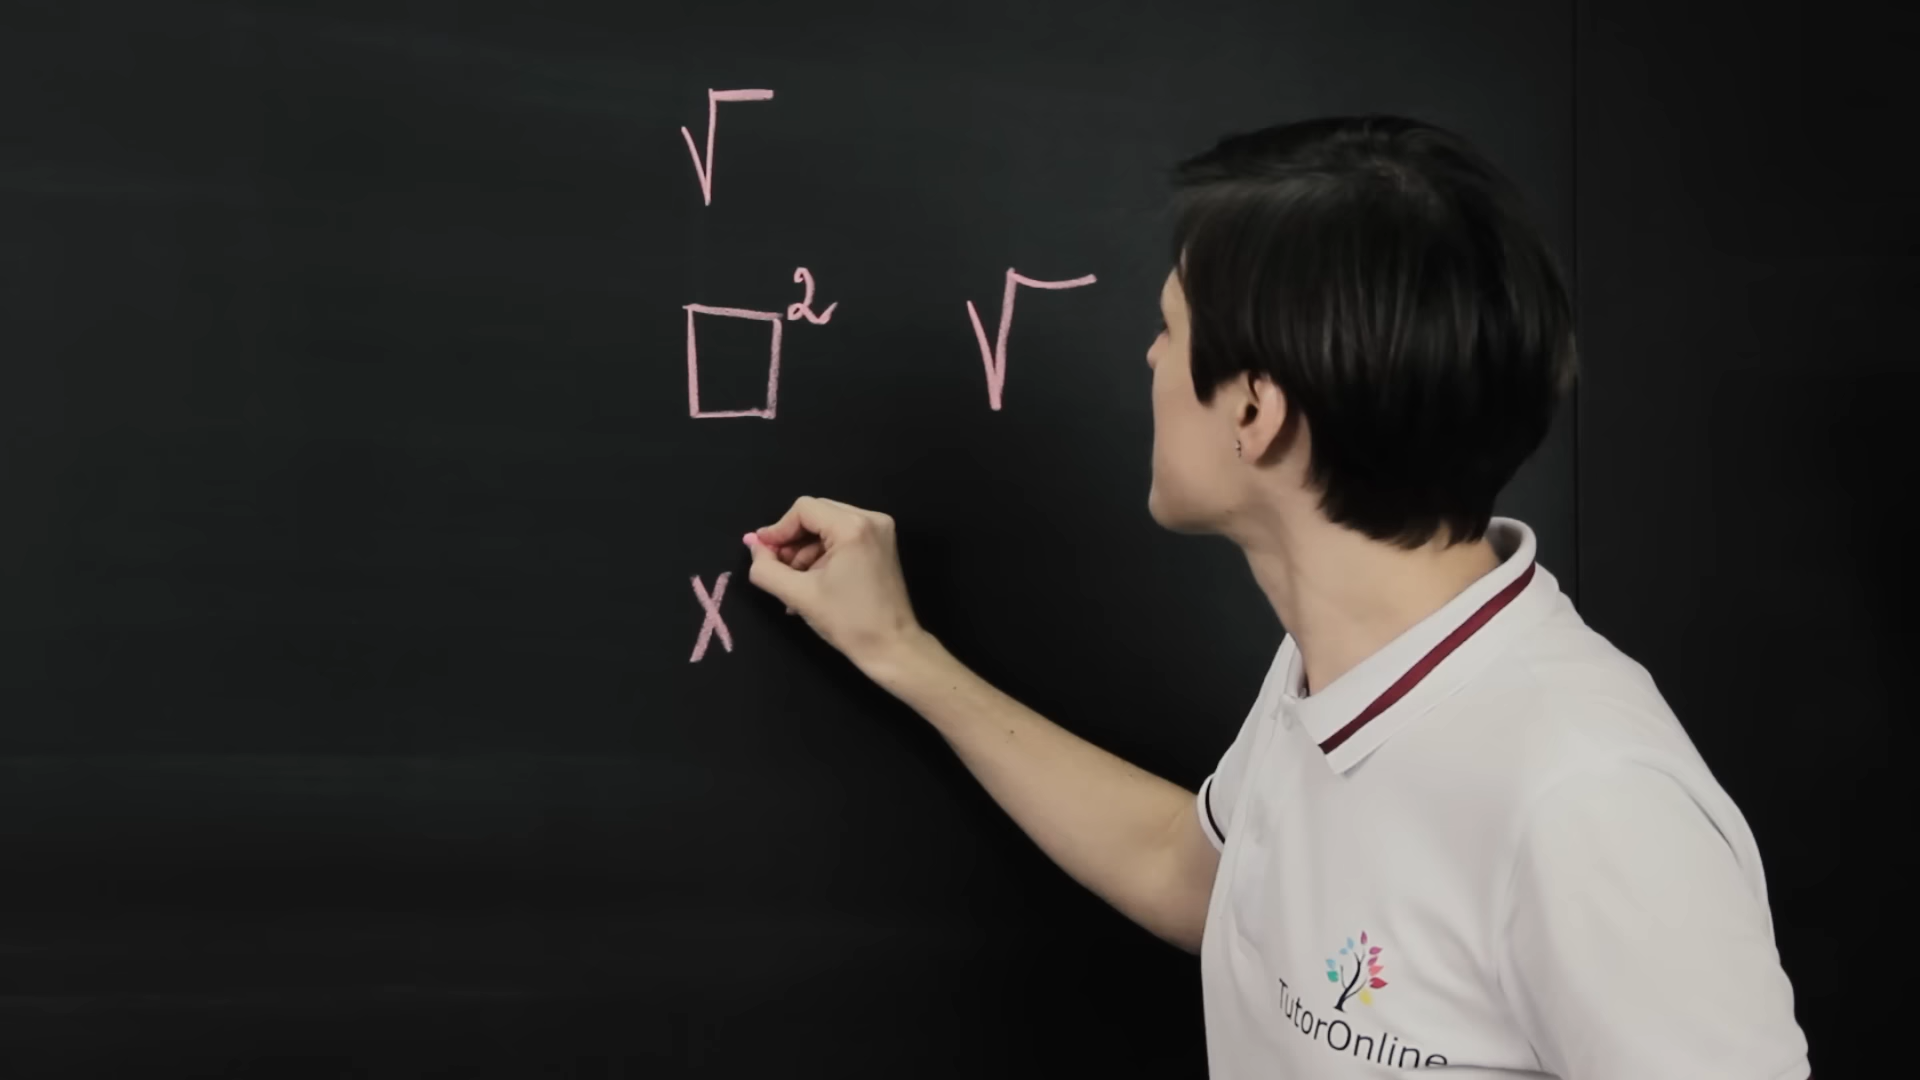 √
□² √
x
TutorOnline